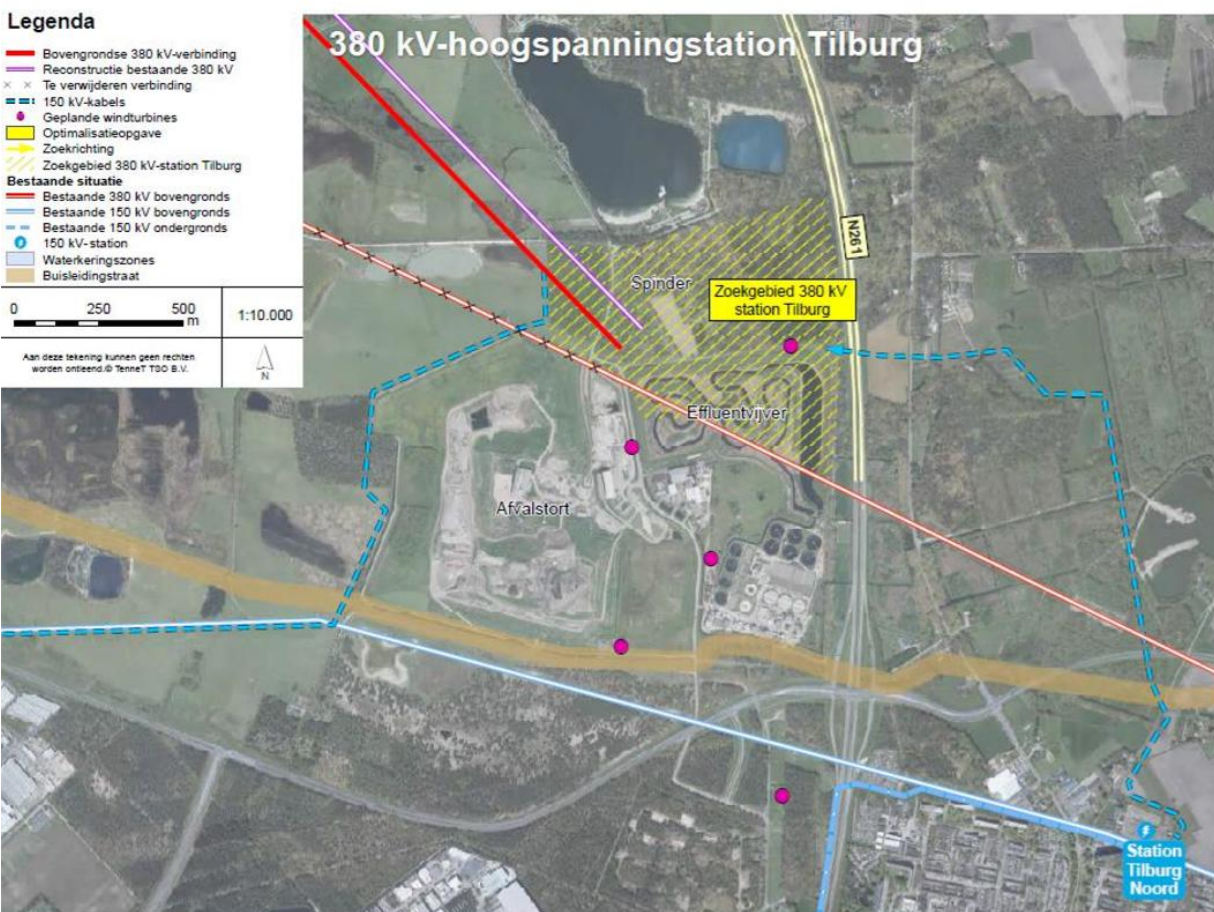 Legenda
Bovengrondse 380 kV-verbinding
Reconstructie bestaande 380 kV
Te verwijderen verbinding
150 kV-kabels
Geplande windturbines
Optimalisatieopgave
Zoekrichting
Zoekgebied 380 kV-station Tilburg
Bestaande situatie
Bestaande 380 kV bovengronds
Bestaande 150 kV bovengronds
Bestaande 150 kV ondergronds
150 kV-station
Waterkeringszones
Buisleidingstraat
0 250 500
m
1:10.000
Aan deze tekening kunnen geen rechten
worden ontleend.© TenneT TSO B.V.
N
380 kV-hoogspanningstation Tilburg
N261
Spinder
Zoekgebied 380 kV
station Tilburg
Effluentvijver
Afvalstort
Station
Tilburg
Noord